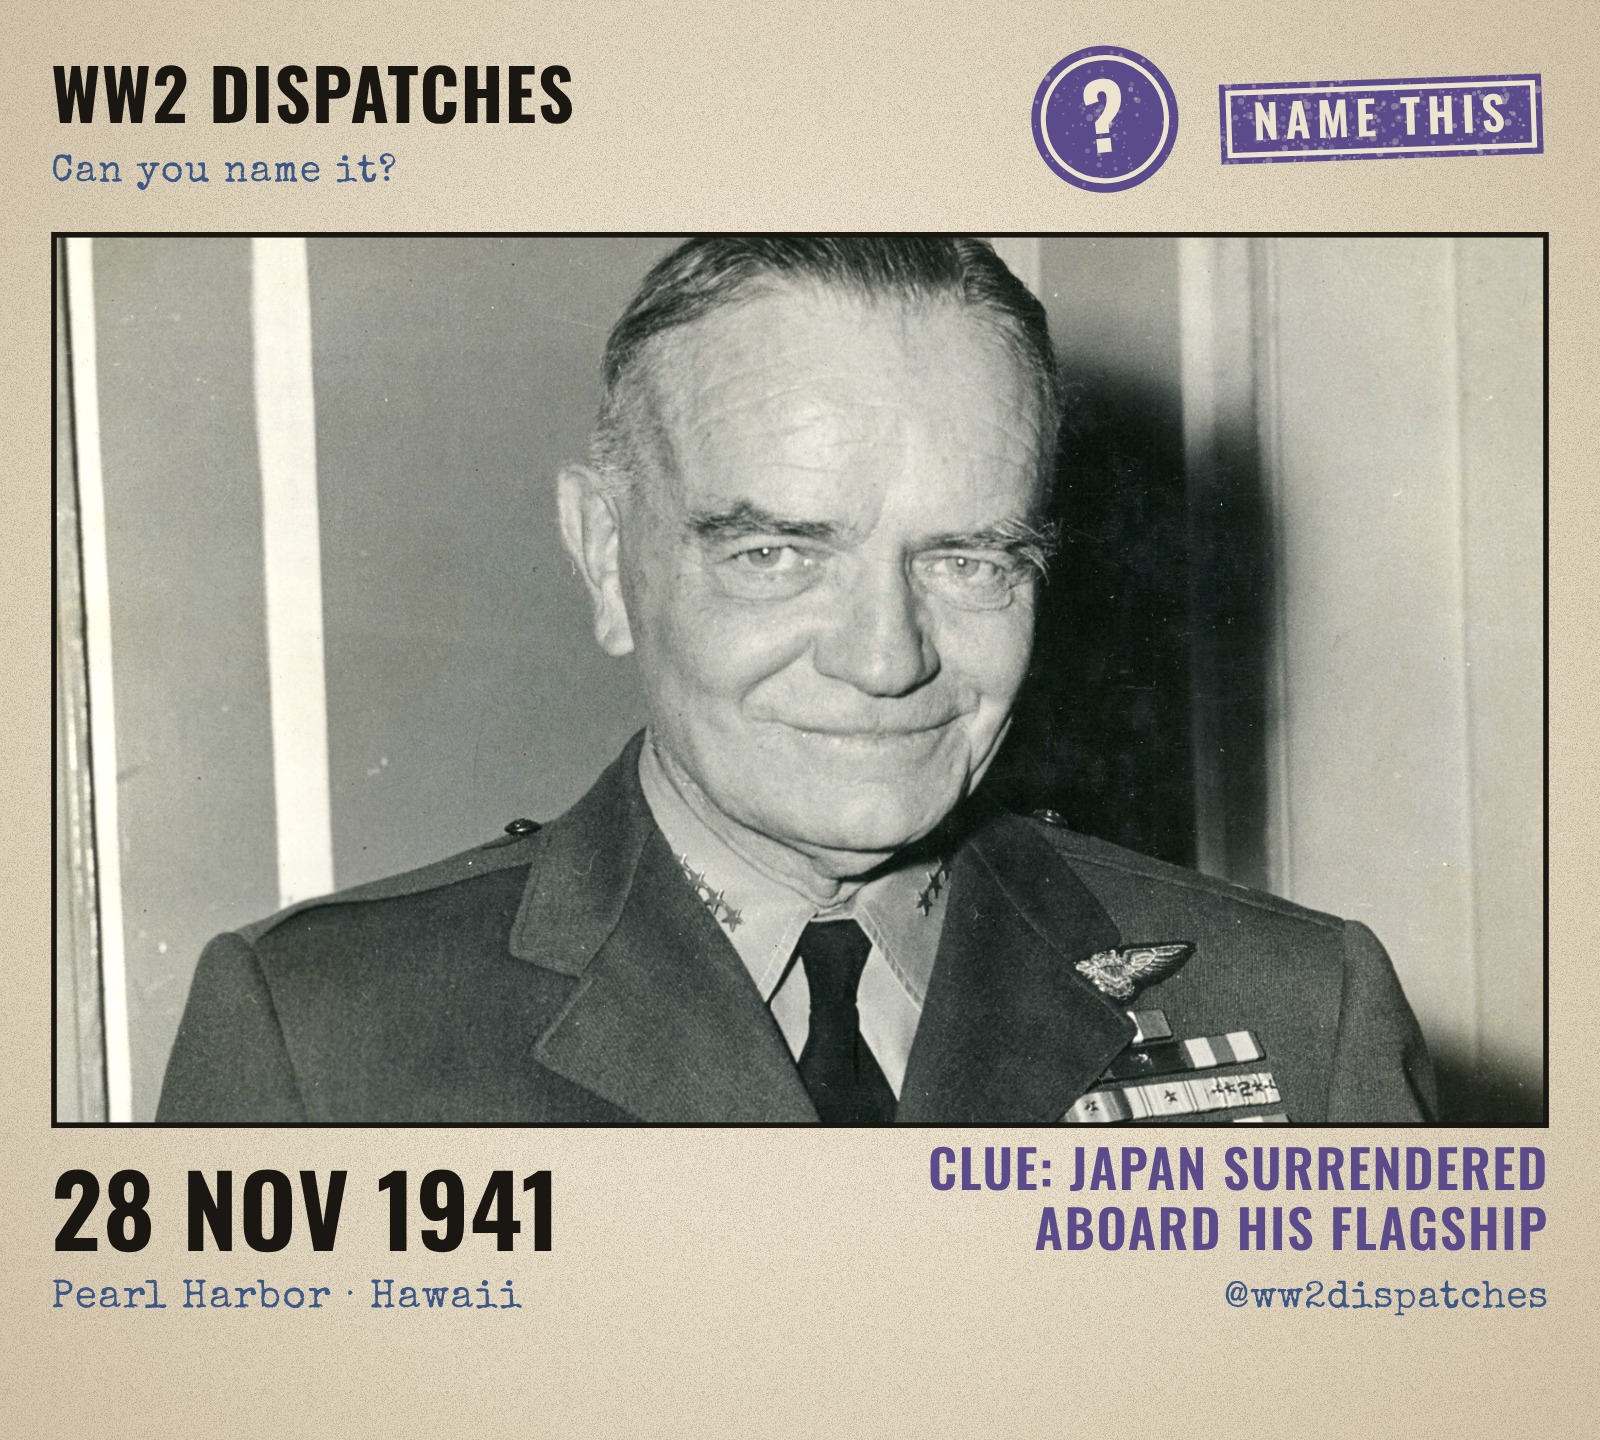 WW2 DISPATCHES
Can you name it?
?
NAME THIS
28 NOV 1941
Pearl Harbor · Hawaii
CLUE: JAPAN SURRENDERED
ABOARD HIS FLAGSHIP
@ww2dispatches